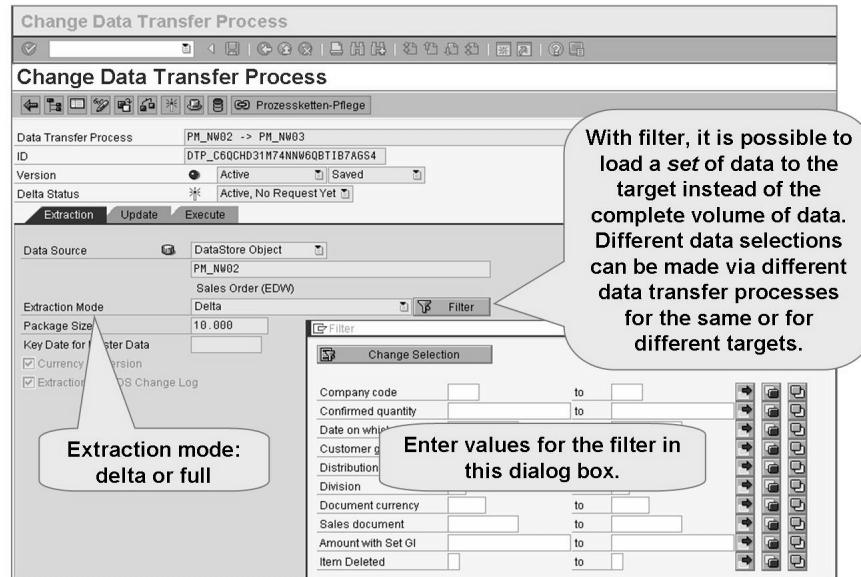 Change Data Transfer Process
Change Data Transfer Process
Prozessketten-Pflege
Data Transfer Process PM_NW02 -> PM_NW03
ID DTP_C6QCHD31M74NNW6QBTIB7AGS4
Version Active Saved
Delta Status Active, No Request Yet
Extraction Update Execute
Data Source DataStore Object
PM_NW02
Sales Order (EDW)
Extraction Mode Delta Filter
Package Size 10.000
Key Date for Data
Currency
Extraction Change Log
With filter, it is possible to
load a set of data to the
target instead of the
complete volume of data.
Different data selections
can be made via different
data transfer processes
for the same or for
different targets.
Extraction mode:
delta or full
Filter
Change Selection
Company code to
Confirmed quantity to
Date on
Customer
Distribution
Division
Document currency to
Sales document to
Amount with Set GI to
Item Deleted to
Enter values for the filter in
this dialog box.